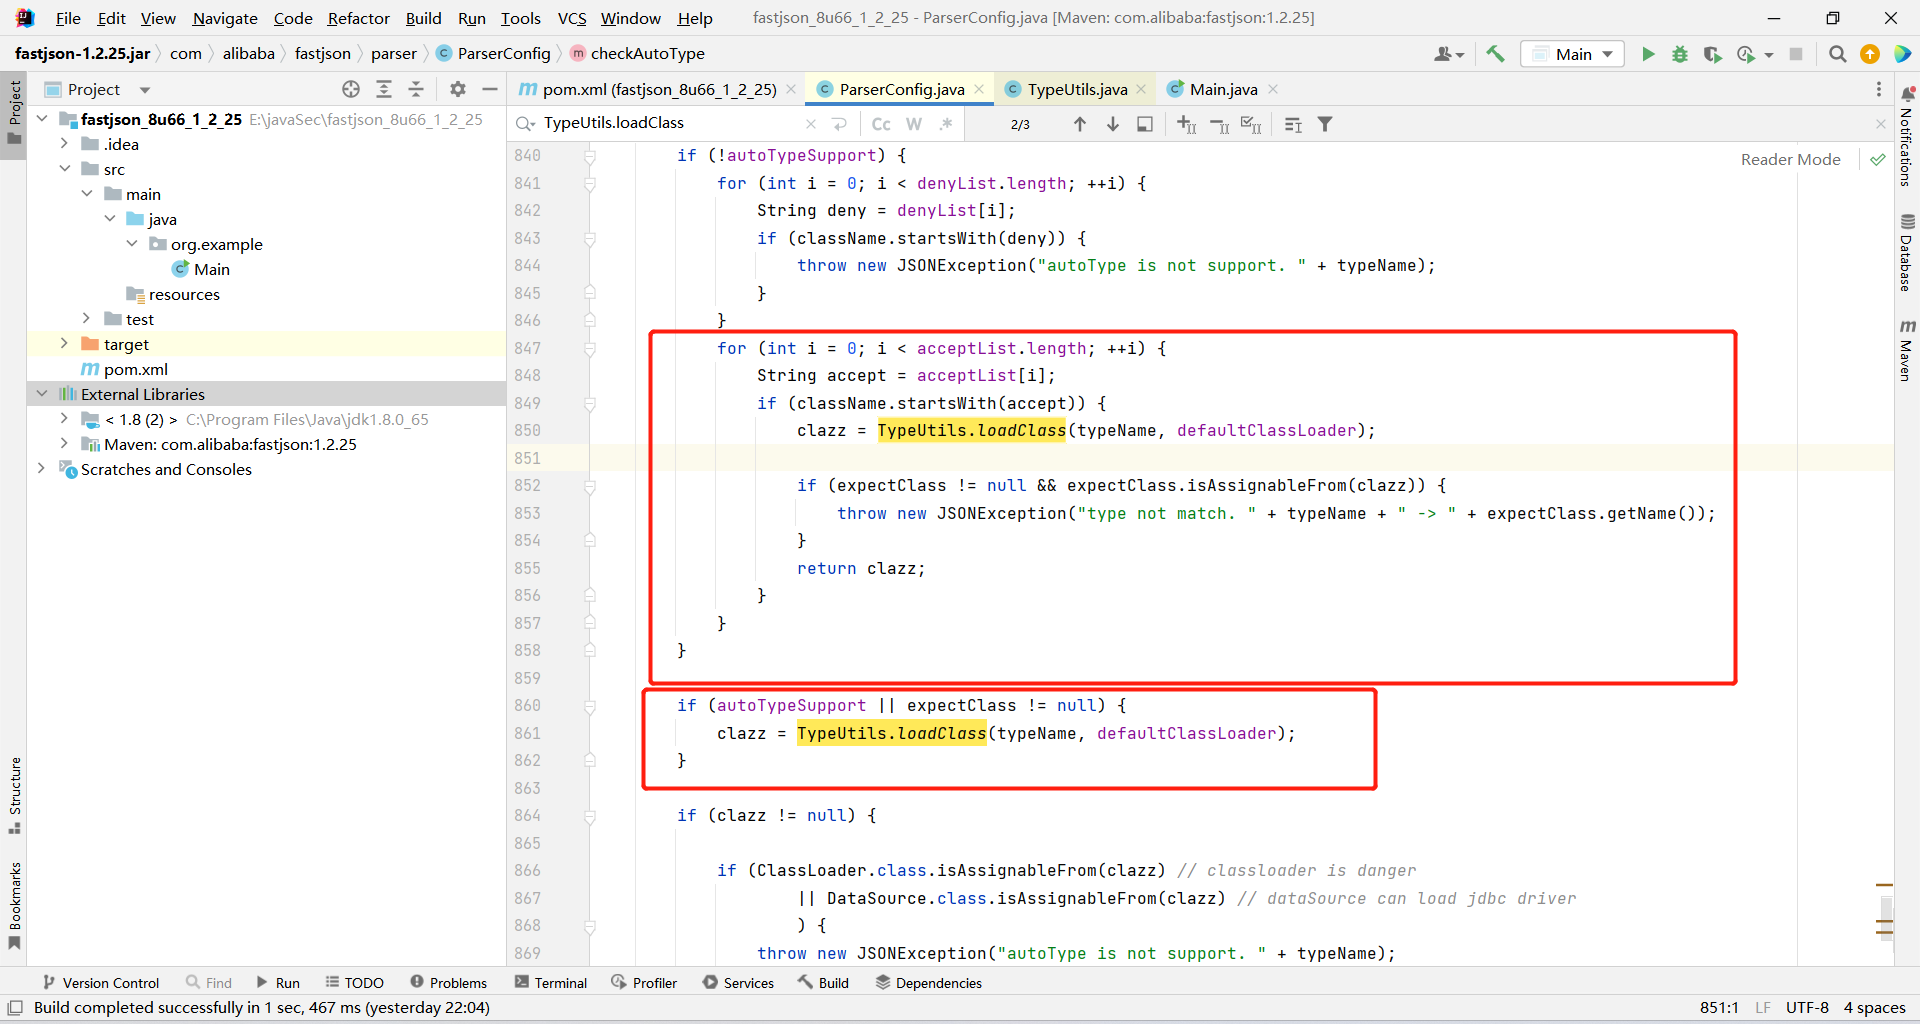 File Edit View Navigate Code Refactor Build Run Tools VCS Window Help fastjson_8u66_1_2_25 - ParserConfig.java [Maven: com.alibaba:fastjson:1.2.25]
fastjson-1.2.25.jar com alibaba fastjson parser ParserConfig checkAutoType Main
Project
Project
fastjson_8u66_1_2_25 E:\javaSec\fastjson_8u66_1_2_25
.idea
src
main
java
org.example
Main
resources
test
target
pom.xml
External Libraries
< 1.8 (2) > C:\Program Files\Java\jdk1.8.0_65
Maven: com.alibaba:fastjson:1.2.25
Scratches and Consoles
Structure
Bookmarks
pom.xml (fastjson_8u66_1_2_25) ParserConfig.java TypeUtils.java Main.java
TypeUtils.loadClass Cc W .* 2/3
Reader Mode
840 if (!autoTypeSupport) {
841 for (int i = 0; i < denyList.length; ++i) {
842 String deny = denyList[i];
843 if (className.startsWith(deny)) {
844 throw new JSONException("autoType is not support. " + typeName);
845 }
846 }
847 for (int i = 0; i < acceptList.length; ++i) {
848 String accept = acceptList[i];
849 if (className.startsWith(accept)) {
850 clazz = TypeUtils.loadClass(typeName, defaultClassLoader);
851
852 if (expectClass != null && expectClass.isAssignableFrom(clazz)) {
853 throw new JSONException("type not match. " + typeName + " -> " + expectClass.getName());
854 }
855 return clazz;
856 }
857 }
858 }
859
860 if (autoTypeSupport || expectClass != null) {
861 clazz = TypeUtils.loadClass(typeName, defaultClassLoader);
862 }
863
864 if (clazz != null) {
865
866 if (ClassLoader.class.isAssignableFrom(clazz) // classloader is danger
867 || DataSource.class.isAssignableFrom(clazz) // dataSource can load jdbc driver
868 ) {
869 throw new JSONException("autoType is not support. " + typeName);
Notifications
Database
Maven
Version Control Find Run TODO Problems Terminal Profiler Services Build Dependencies
Build completed successfully in 1 sec, 467 ms (yesterday 22:04) 851:1 LF UTF-8 4 spaces